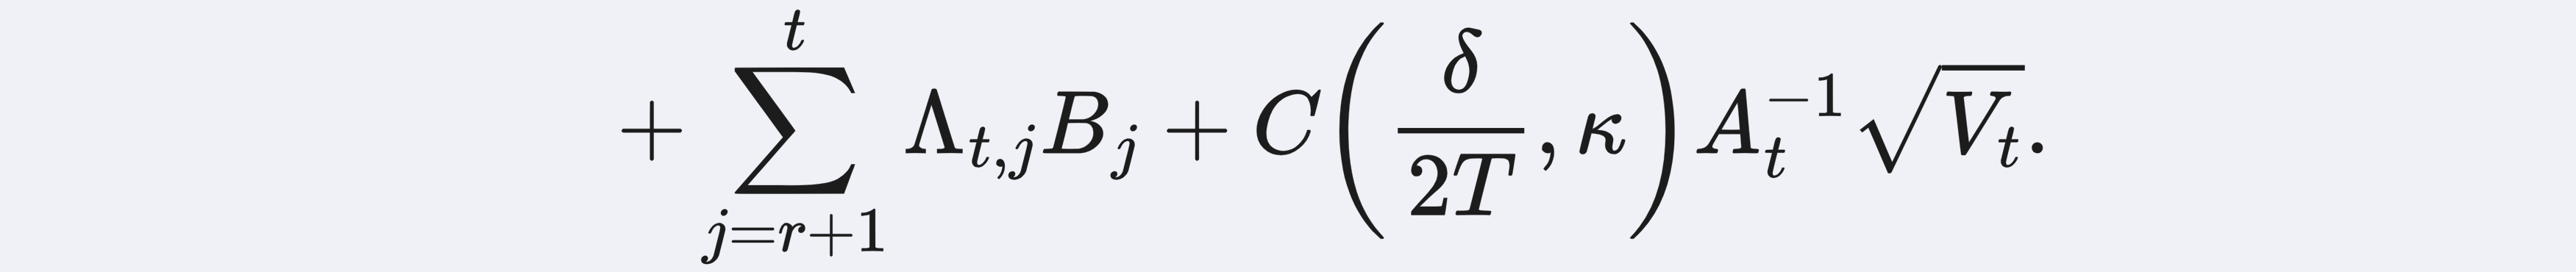 $+ \sum_{j=r+1}^{t} \Lambda_{t,j} B_j + C\left(\frac{\delta}{2T}, \kappa\right) A_t^{-1} \sqrt{V_t}.$